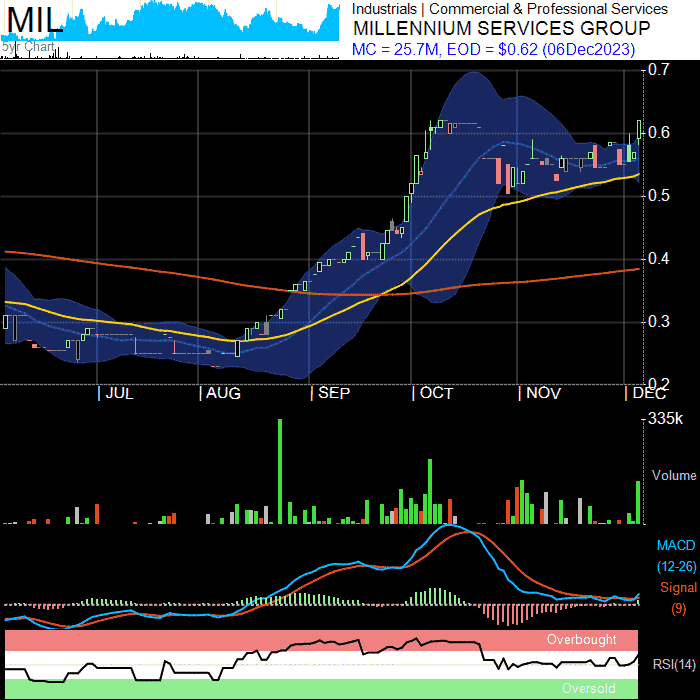 MIL
5yr Chart
Industrials | Commercial & Professional Services
MILLENNIUM SERVICES GROUP
MC = 25.7M, EOD = $0.62 (06Dec2023)
0.7
0.6
0.5
0.4
0.3
0.2
| JUL | AUG | SEP | OCT | NOV | DEC
335k
Volume
MACD
(12-26)
Signal
(9)
Overbought
RSI(14)
Oversold